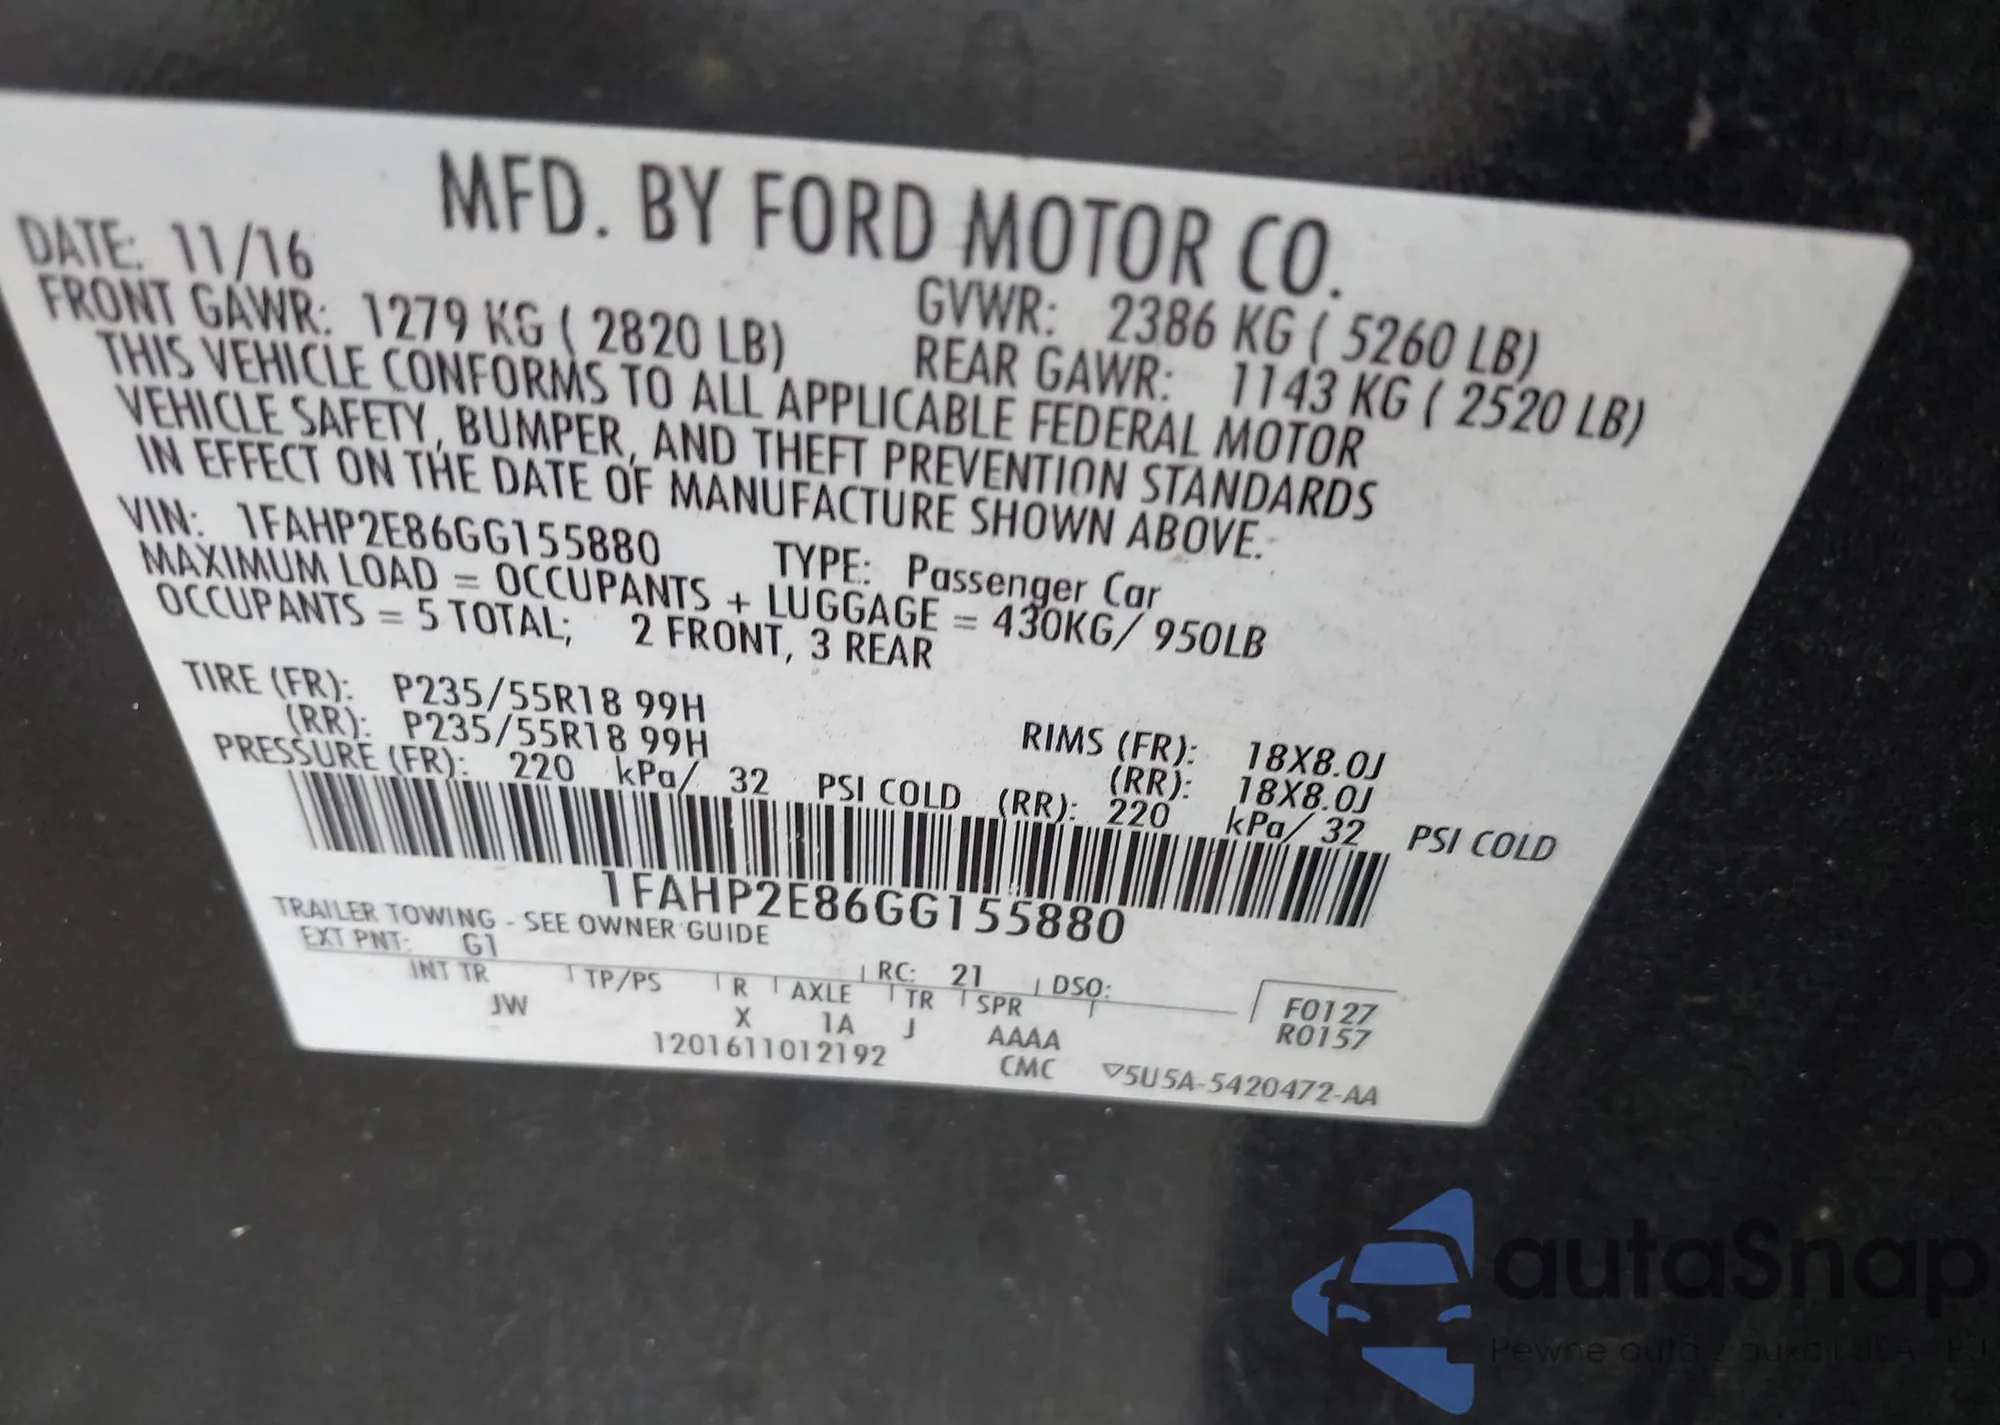 MFD. BY FORD MOTOR CO.
DATE: 11/16
GVWR: 2386 KG ( 5260 LB)
FRONT GAWR: 1279 KG ( 2820 LB)
REAR GAWR: 1143 KG ( 2520 LB)
THIS VEHICLE CONFORMS TO ALL APPLICABLE FEDERAL MOTOR
VEHICLE SAFETY, BUMPER, AND THEFT PREVENTION STANDARDS
IN EFFECT ON THE DATE OF MANUFACTURE SHOWN ABOVE.
VIN: 1FAHP2E86GG155880
TYPE: Passenger Car
MAXIMUM LOAD = OCCUPANTS + LUGGAGE = 430KG/ 950LB
OCCUPANTS = 5 TOTAL; 2 FRONT, 3 REAR
TIRE (FR): P235/55R18 99H
RIMS (FR): 18X8.0J
(RR): P235/55R18 99H
(RR): 18X8.0J
PRESSURE (FR): 220 kPa/ 32 PSI COLD (RR): 220 kPa/ 32 PSI COLD
1FAHP2E86GG155880
TRAILER TOWING - SEE OWNER GUIDE
EXT PNT: G1 RC: 21 DSO:
INT TR TP/PS R AXLE TR SPR
F0127
JW X 1A J AAAA
R0157
1201611012192 CMC ▽5U5A-5420472-AA
autaSnap
Pewne auta z aukcji USA / EU